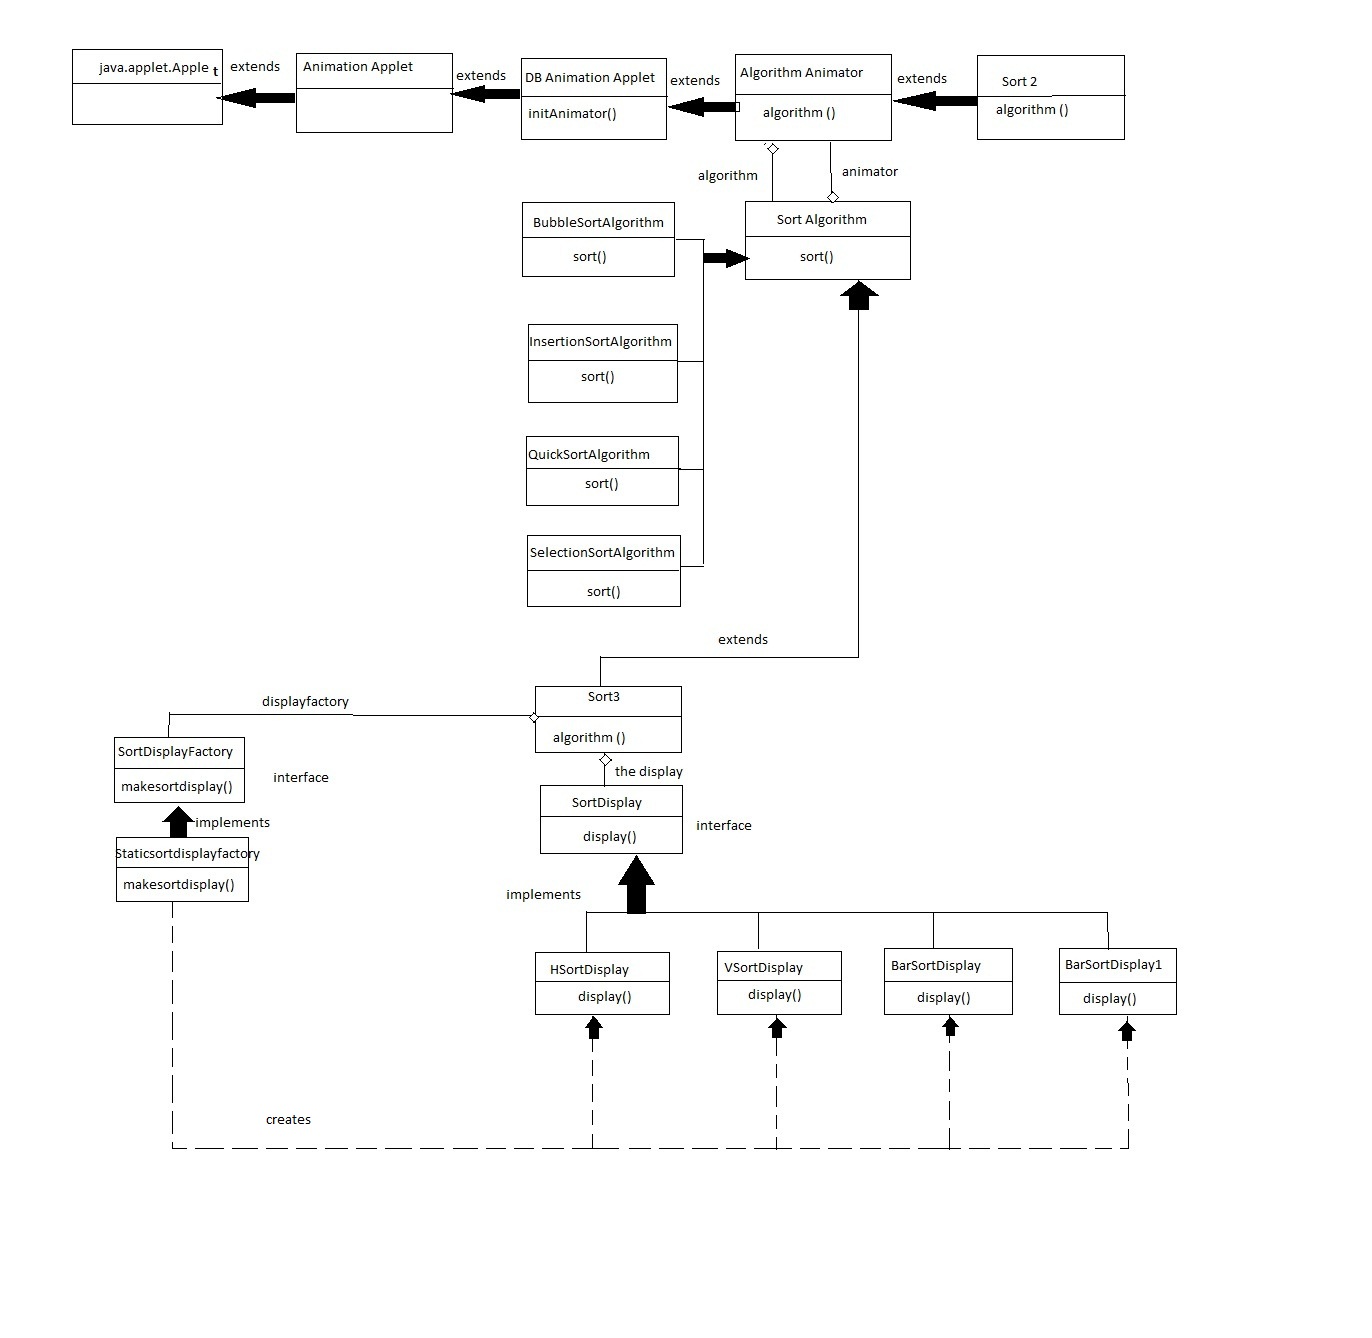 java.applet.Apple t
extends
Animation Applet
extends
DB Animation Applet
initAnimator()
extends
Algorithm Animator
algorithm ()
extends
Sort 2
algorithm ()
algorithm
animator
BubbleSortAlgorithm
sort()
Sort Algorithm
sort()
InsertionSortAlgorithm
sort()
QuickSortAlgorithm
sort()
SelectionSortAlgorithm
sort()
extends
displayfactory
Sort3
algorithm ()
SortDisplayFactory
makesortdisplay()
interface
the display
SortDisplay
display()
interface
implements
Staticsortdisplayfactory
makesortdisplay()
implements
HSortDisplay
display()
VSortDisplay
display()
BarSortDisplay
display()
BarSortDisplay1
display()
creates